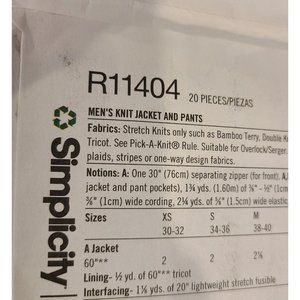 R11404
20 PIECES/PIEZAS
MEN'S KNIT JACKET AND PANTS
Fabrics: Stretch Knits only such as Bamboo Terry, Double
Tricot. See Pick-A-Knit® Rule. Suitable for Overlock/Serger.
plaids, stripes or one-way design fabrics.
Notions: A: One 30" (76cm) separating zipper (for front). A,
jacket and pant pockets), 1¾ yds. (1.60m) of ⅜" - ½" (1cm
⅜" (1cm) wide cording, 2¼ yds. of ⅝" (1.5cm) wide elastic
Sizes XS S M
30-32 34-36 38-40
A Jacket
60"** 2 2 2⅛
Lining- ½ yd. of 60"** tricot
Interfacing- 1⅛ yds. of 20" lightweight stretch fusible
Simplicity